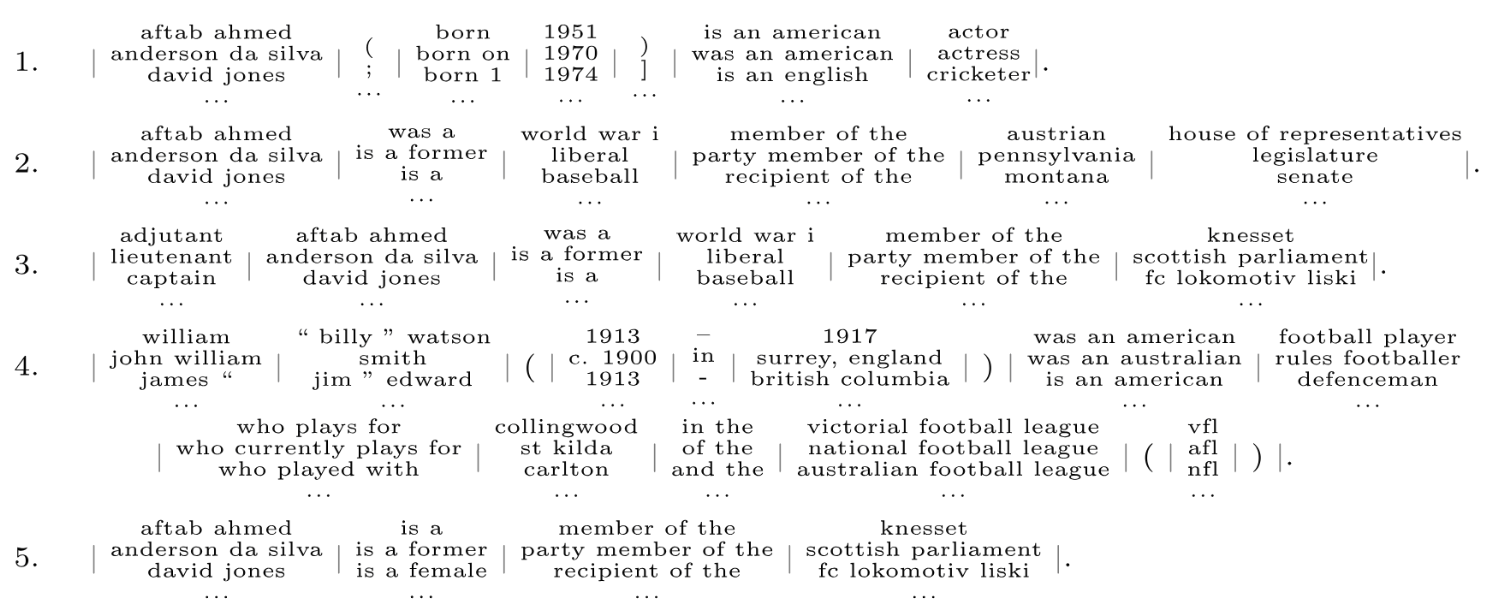 aftab ahmed born 1951 is an american actor
1. | anderson da silva | ( ; | born on | 1970 | ) ] | was an american | actress |.
david jones born 1 1974 is an english cricketer
... ... ... ... ... ... ...
aftab ahmed was a world war i member of the austrian house of representatives
2. | anderson da silva | is a former | liberal | party member of the | pennsylvania | legislature |.
david jones is a baseball recipient of the montana senate
... ... ... ... ... ...
adjutant aftab ahmed was a world war i member of the knesset
3. | lieutenant | anderson da silva | is a former | liberal | party member of the | scottish parliament |.
captain david jones is a baseball recipient of the fc lokomotiv liski
... ... ... ... ... ...
william “ billy ” watson 1913 – 1917 was an american football player
4. | john william | smith | ( | c. 1900 | in | surrey, england | ) | was an australian | rules footballer
james “ jim ” edward 1913 - british columbia is an american defenceman
... ... ... ... ... ... ...
who plays for collingwood in the victorial football league vfl
| who currently plays for | st kilda | of the | national football league | ( | afl | ) |.
who played with carlton and the australian football league nfl
... ... ... ... ...
aftab ahmed is a member of the knesset
5. | anderson da silva | is a former | party member of the | scottish parliament |.
david jones is a female recipient of the fc lokomotiv liski
... ... ... ...